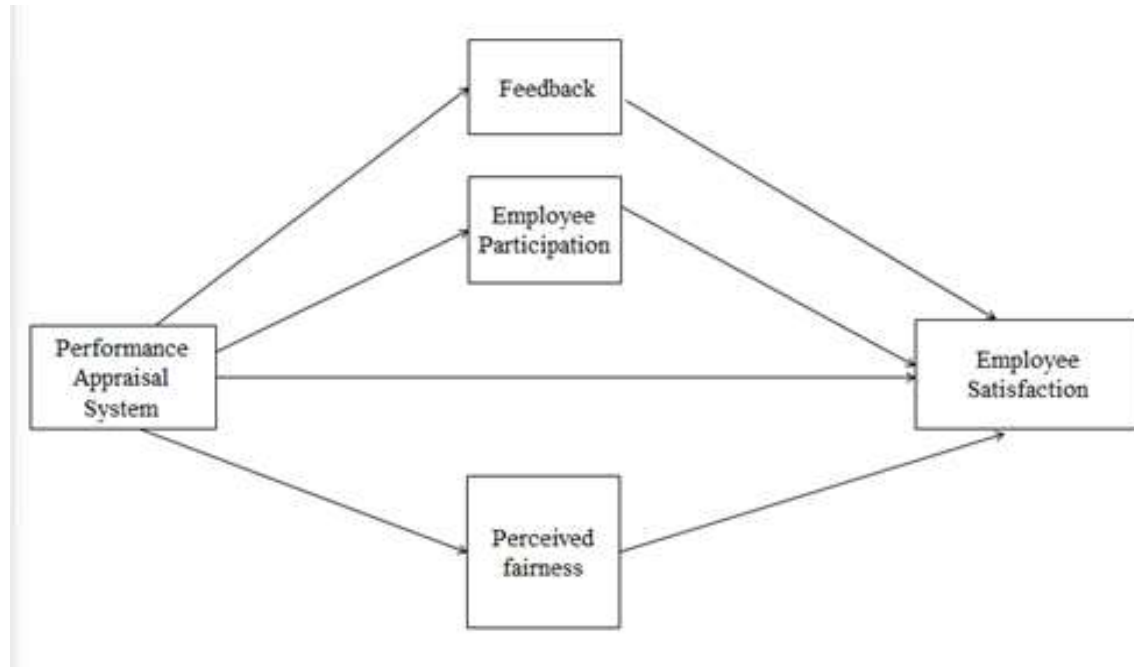 Feedback
Employee
Participation
Performance
Appraisal
System
Employee
Satisfaction
Perceived
fairness